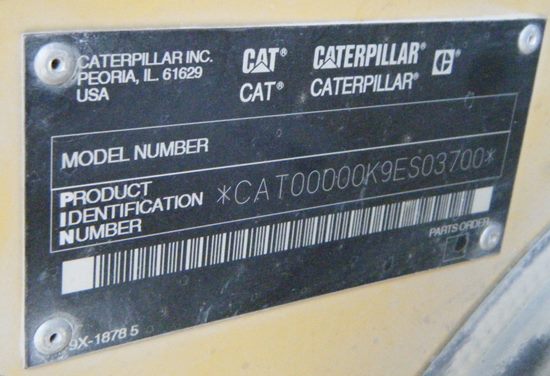 CATERPILLAR INC. CAT® CATERPILLAR®
PEORIA, IL. 61629
USA CAT® CATERPILLAR®
MODEL NUMBER
PRODUCT
IDENTIFICATION
NUMBER
*CAT00000K9ES03700*
PARTS ORDER
9X-1878 5